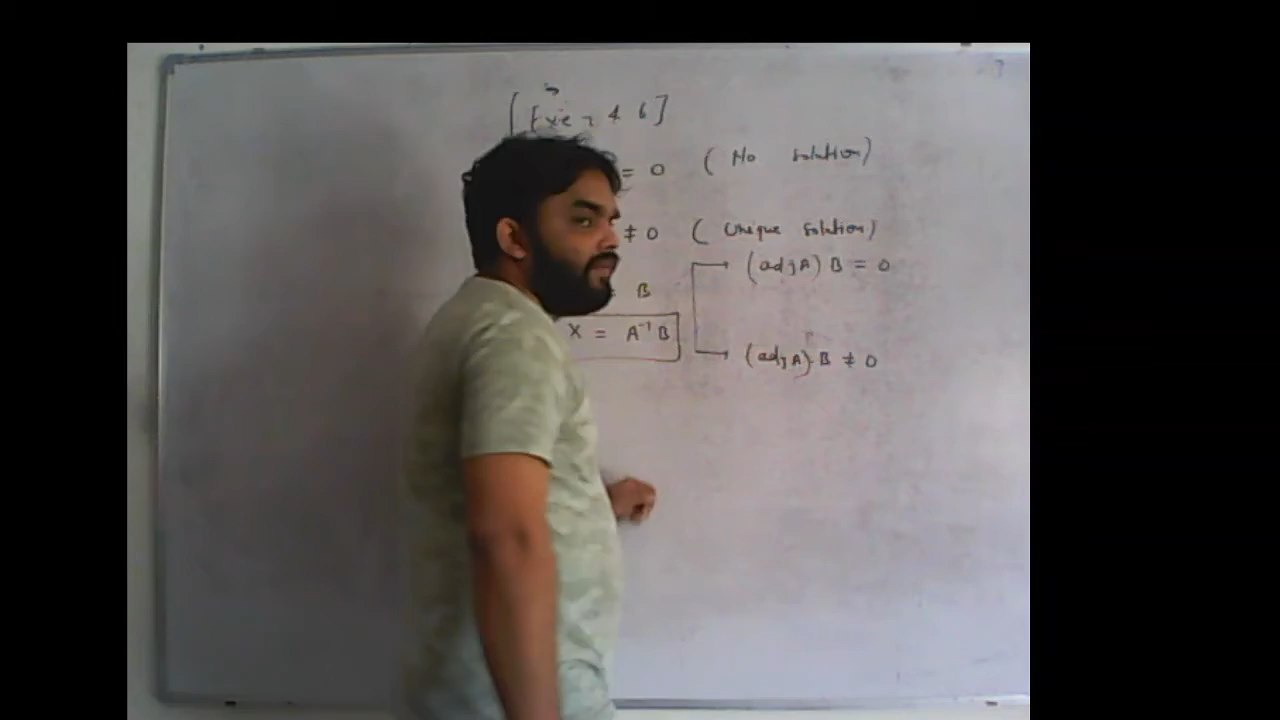 [ Exe 7 4 6 ]
= 0 ( No solution)
≠ 0 ( Unique solution)
(adj A) B = 0
B
X = A⁻¹ B
(adj A). B ≠ 0